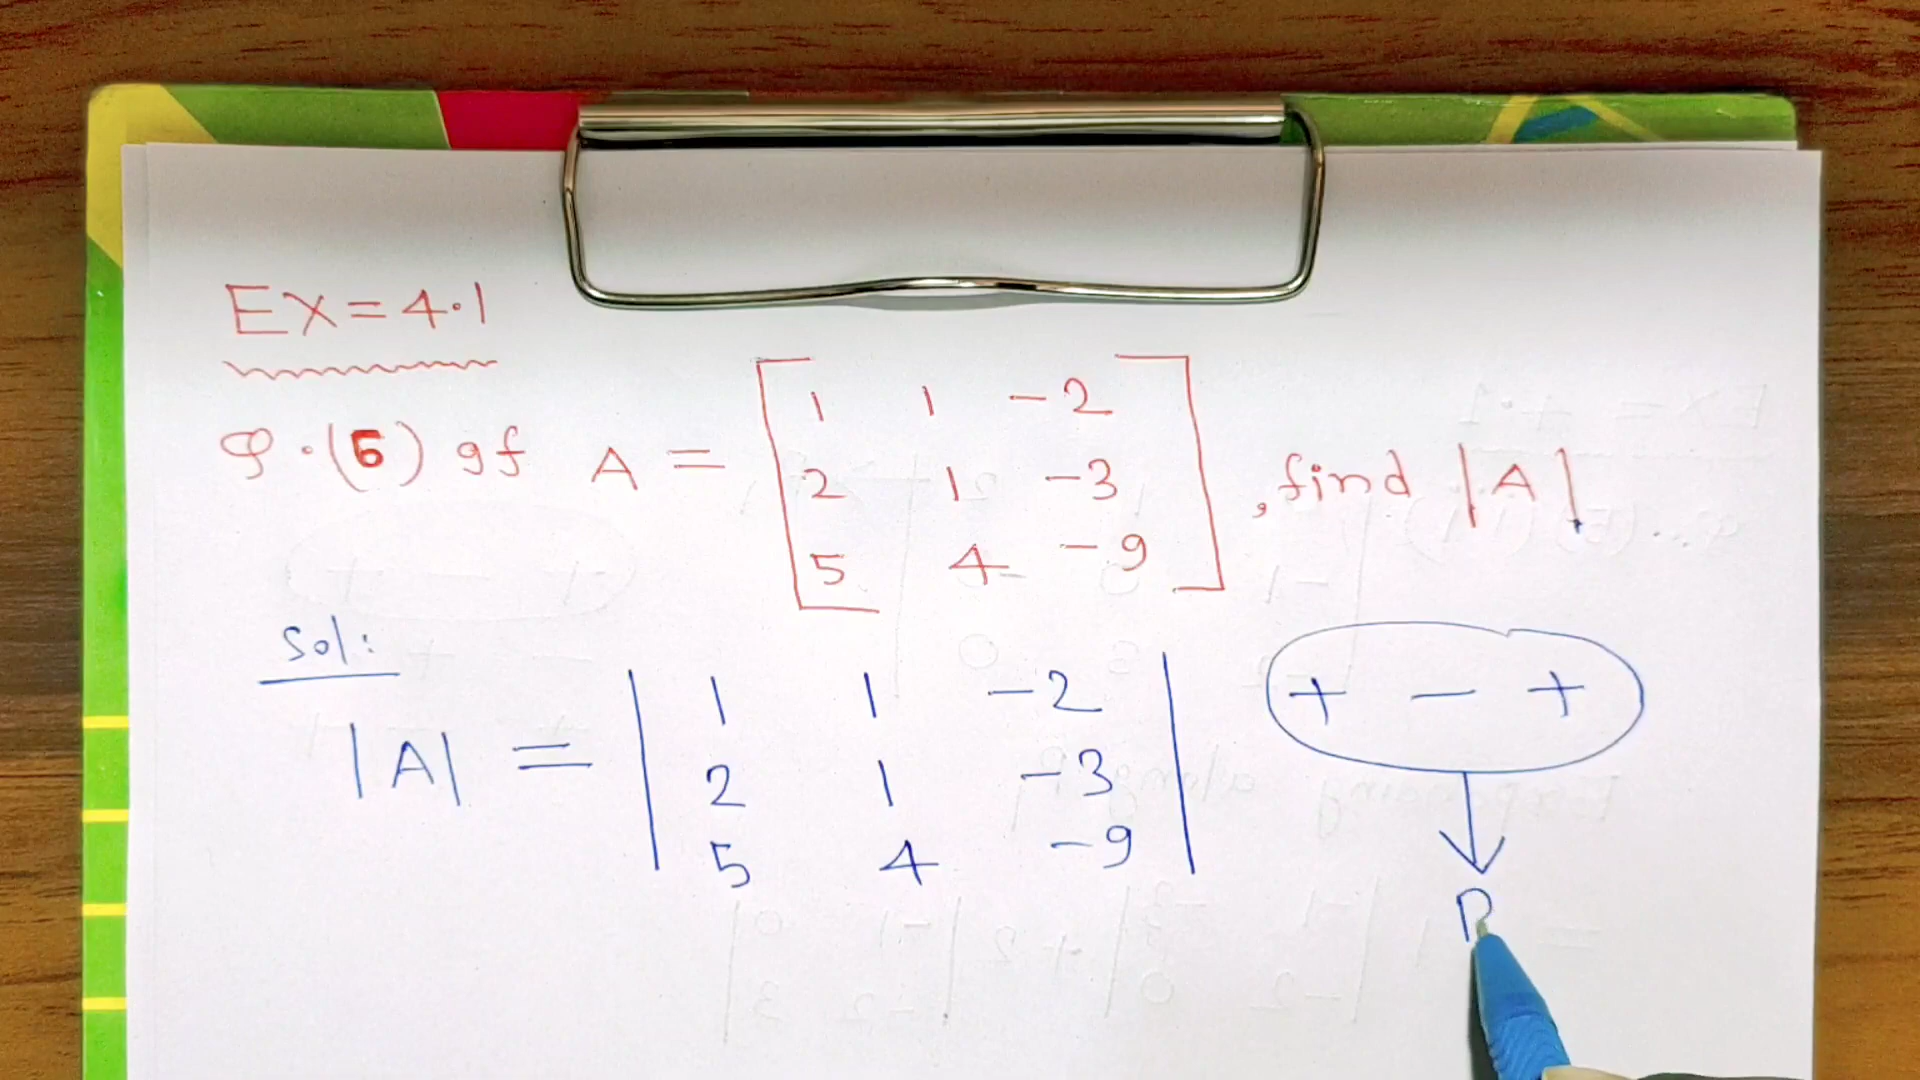 Ex = 4.1
Q.(6) If A = [ 1 1 -2
2 1 -3
5 4 -9 ] , find |A|
Sol:
|A| = | 1 1 -2
2 1 -3
5 4 -9 |
+ - +